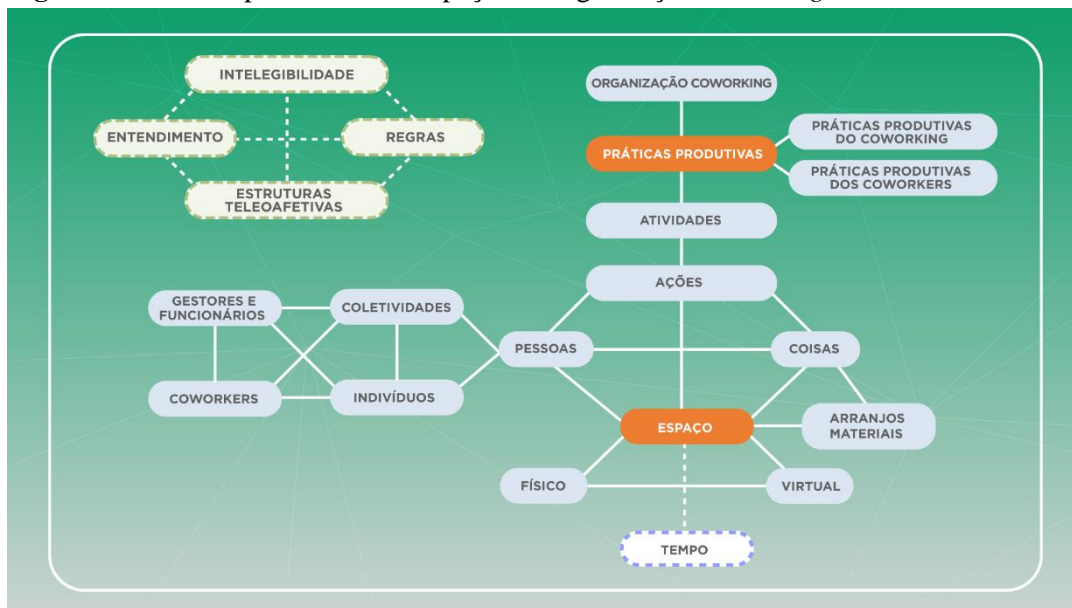 INTELEGIBILIDADE
ENTENDIMENTO
REGRAS
ESTRUTURAS
TELEOAFETIVAS
ORGANIZAÇÃO COWORKING
PRÁTICAS PRODUTIVAS
PRÁTICAS PRODUTIVAS
DO COWORKING
PRÁTICAS PRODUTIVAS
DOS COWORKERS
ATIVIDADES
AÇÕES
GESTORES E
FUNCIONÁRIOS
COLETIVIDADES
PESSOAS
COISAS
COWORKERS
INDIVÍDUOS
ESPAÇO
ARRANJOS
MATERIAIS
FÍSICO
VIRTUAL
TEMPO